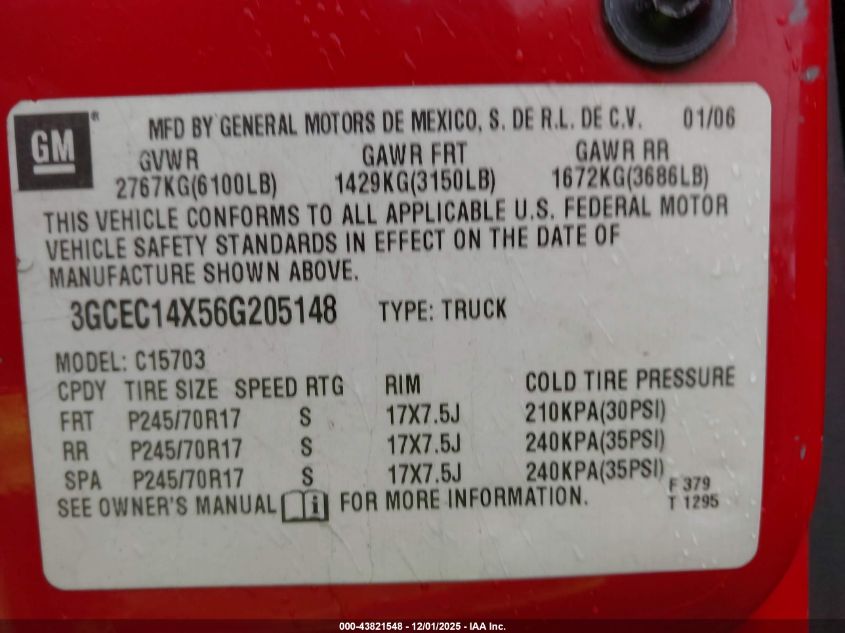 GM® MFD BY GENERAL MOTORS DE MEXICO, S. DE R.L. DE C.V. 01/06
GVWR GAWR FRT GAWR RR
2767KG(6100LB) 1429KG(3150LB) 1672KG(3686LB)
THIS VEHICLE CONFORMS TO ALL APPLICABLE U.S. FEDERAL MOTOR
VEHICLE SAFETY STANDARDS IN EFFECT ON THE DATE OF
MANUFACTURE SHOWN ABOVE.
3GCEC14X56G205148 TYPE: TRUCK
MODEL: C15703
CPDY TIRE SIZE SPEED RTG RIM COLD TIRE PRESSURE
FRT P245/70R17 S 17X7.5J 210KPA(30PSI)
RR P245/70R17 S 17X7.5J 240KPA(35PSI)
SPA P245/70R17 S 17X7.5J 240KPA(35PSI)
F 379
SEE OWNER'S MANUAL i FOR MORE INFORMATION. T 1295
000-43821548 - 12/01/2025 - IAA Inc.